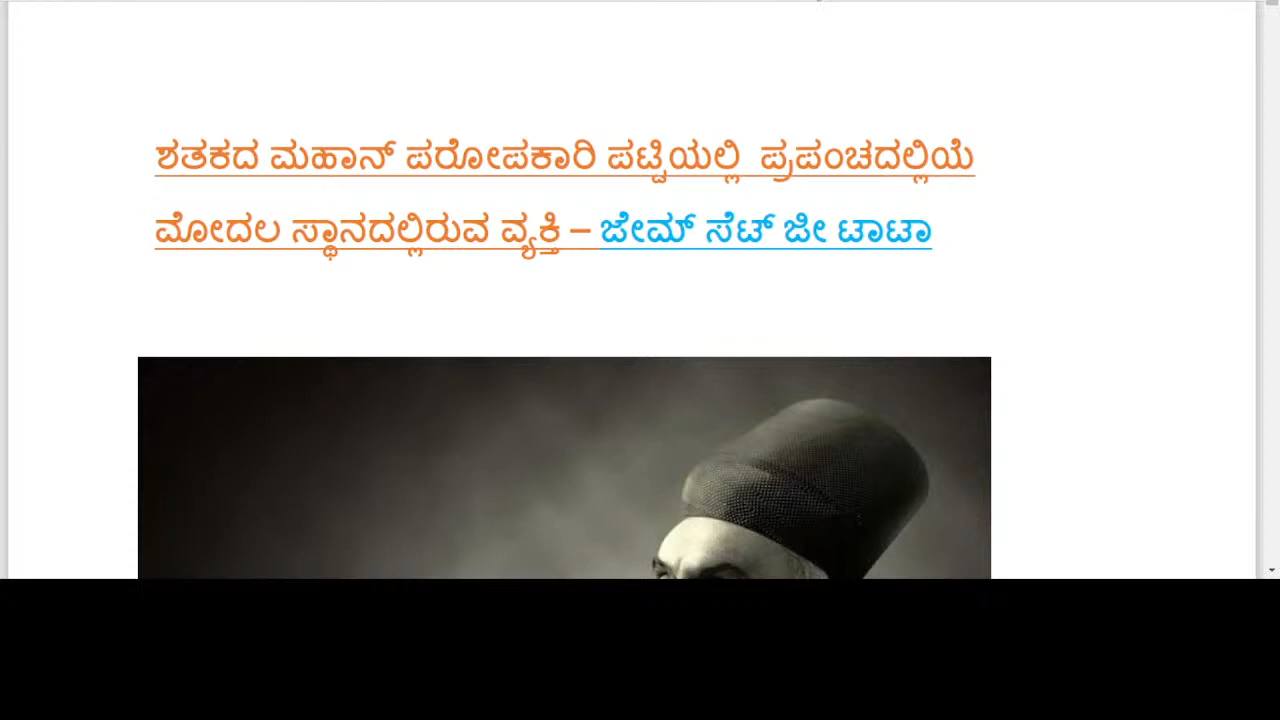 ಶತಕದ ಮಹಾನ್ ಪರೋಪಕಾರಿ ಪಟ್ಟಿಯಲ್ಲಿ ಪ್ರಪಂಚದಲ್ಲಿಯೆ
ಮೋದಲ ಸ್ಥಾನದಲ್ಲಿರುವ ವ್ಯಕ್ತಿ – ಜೇಮ್ ಸೆಟ್ ಜೀ ಟಾಟಾ